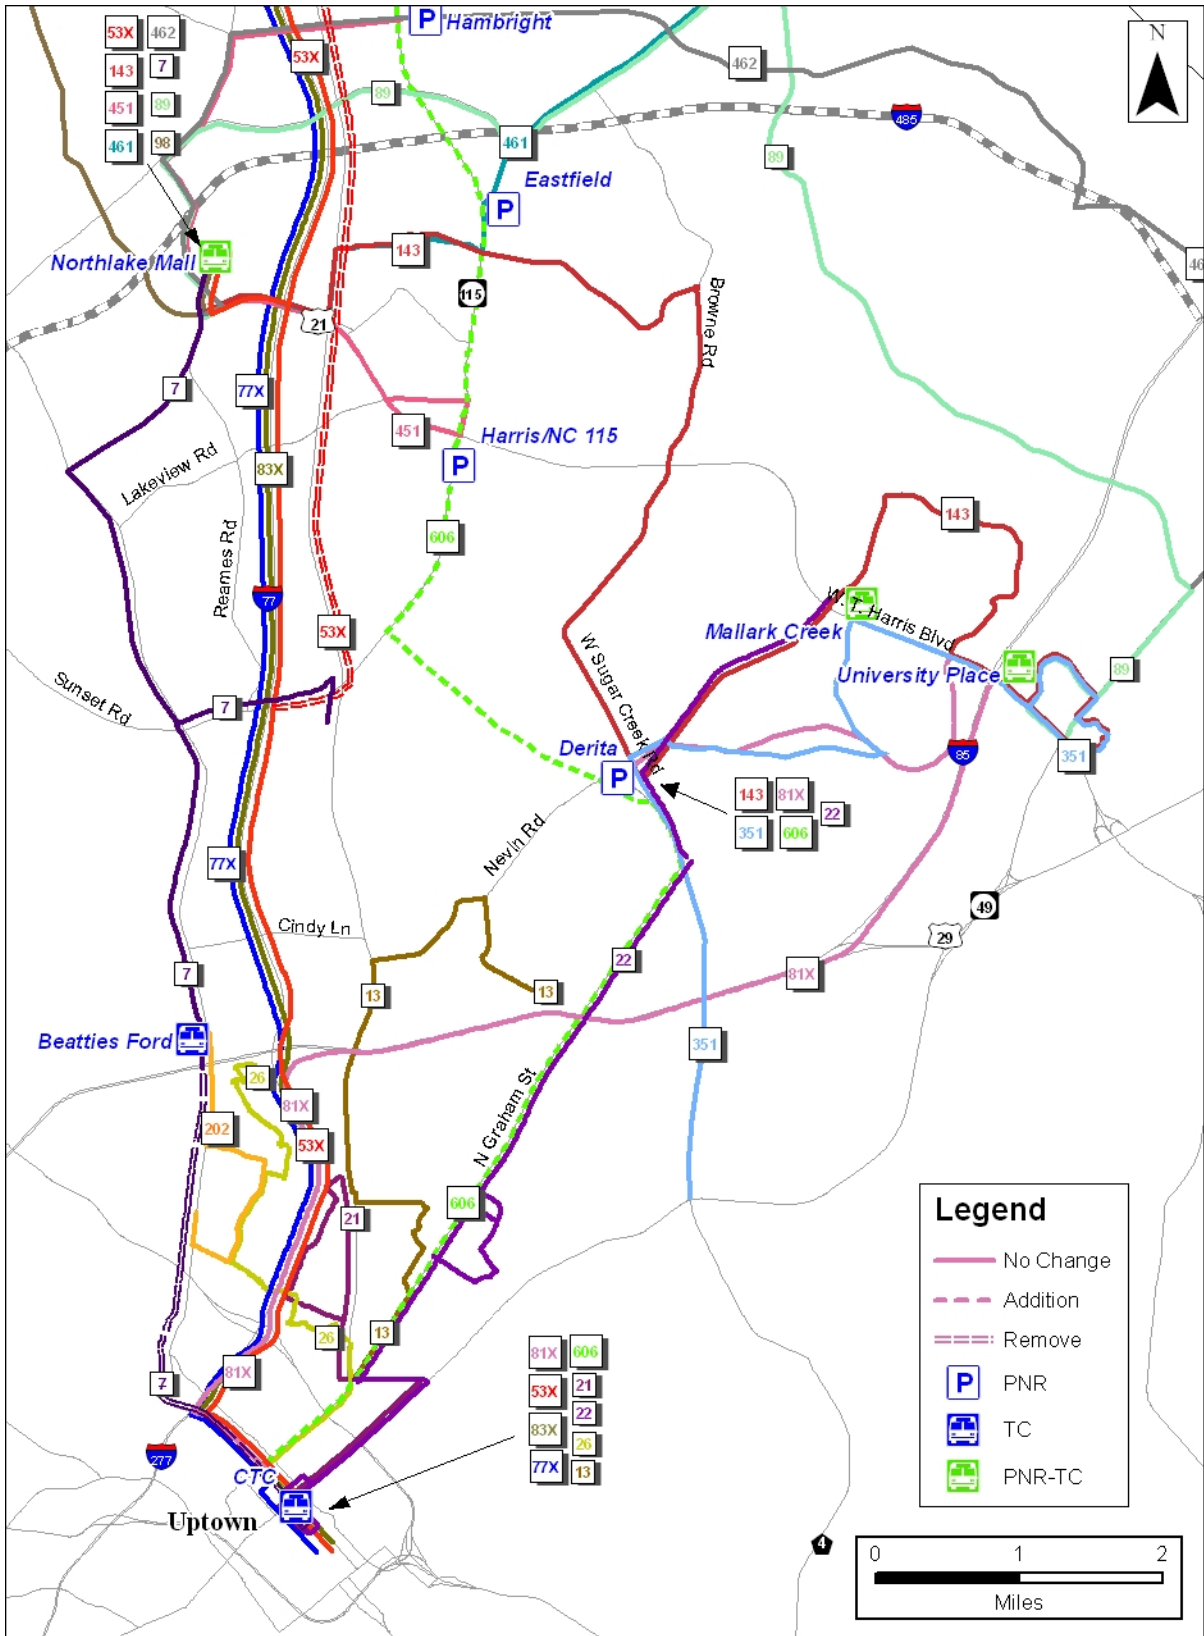 Hambright
N
53X 462
143 7
451 89
461 98
53X
462
89
461
485
89
Eastfield
Northlake Mall
143
115
46
21
Browne Rd
7
77X
451
Harris/NC 115
Lakeview Rd
83X
143
606
Reames Rd
77
W. T. Harris Blvd
53X
Mallark Creek
W Sugar Creek Rd
University Place
89
Sunset Rd
7
Derita
85
351
143 81X
22
351 606
77X
Nevin Rd
49
Cindy Ln
29
22
7
13
13
81X
Beatties Ford
351
26
81X
N Graham St
202
53X
606
21
Legend
No Change
Addition
Remove
PNR
TC
PNR-TC
26
13
81X
7
81X 606
53X 21
22
83X
26
77X 13
277
CTC
Uptown
4
0 1 2
Miles